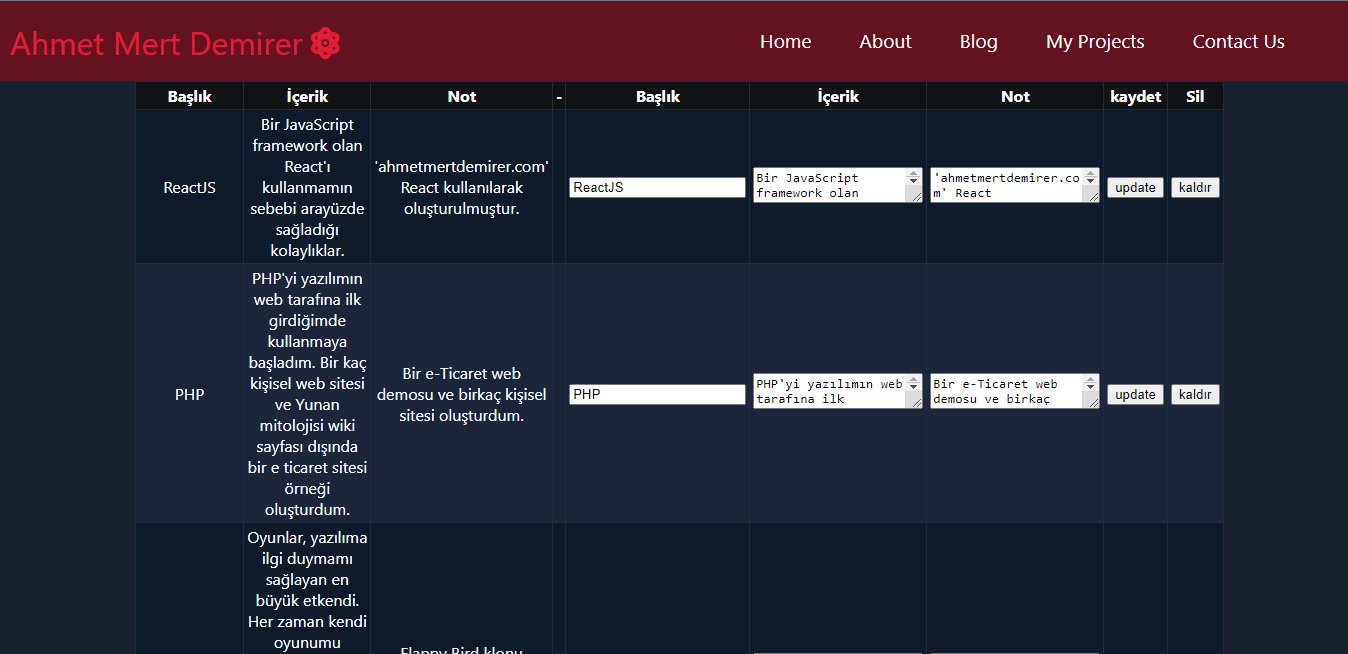 Ahmet Mert Demirer
Home About Blog My Projects Contact Us
Başlık İçerik Not - Başlık İçerik Not kaydet Sil
ReactJS
Bir JavaScript
framework olan
React'ı
kullanmamın
sebebi arayüzde
sağladığı
kolaylıklar.
'ahmetmertdemirer.com'
React kullanılarak
oluşturulmuştur.
ReactJS
Bir JavaScript
framework olan
'ahmetmertdemirer.co
m' React
update
kaldır
PHP
PHP'yi yazılımın
web tarafına ilk
girdiğimde
kullanmaya
başladım. Bir kaç
kişisel web sitesi
ve Yunan
mitolojisi wiki
sayfası dışında
bir e ticaret sitesi
örneği
oluşturdum.
Bir e-Ticaret web
demosu ve birkaç kişisel
sitesi oluşturdum.
PHP
PHP'yi yazılımın web
tarafına ilk
Bir e-Ticaret web
demosu ve birkaç
update
kaldır
Oyunlar, yazılıma
ilgi duymamı
sağlayan en
büyük etkendi.
Her zaman kendi
oyunumu
Flappy Bird klonu